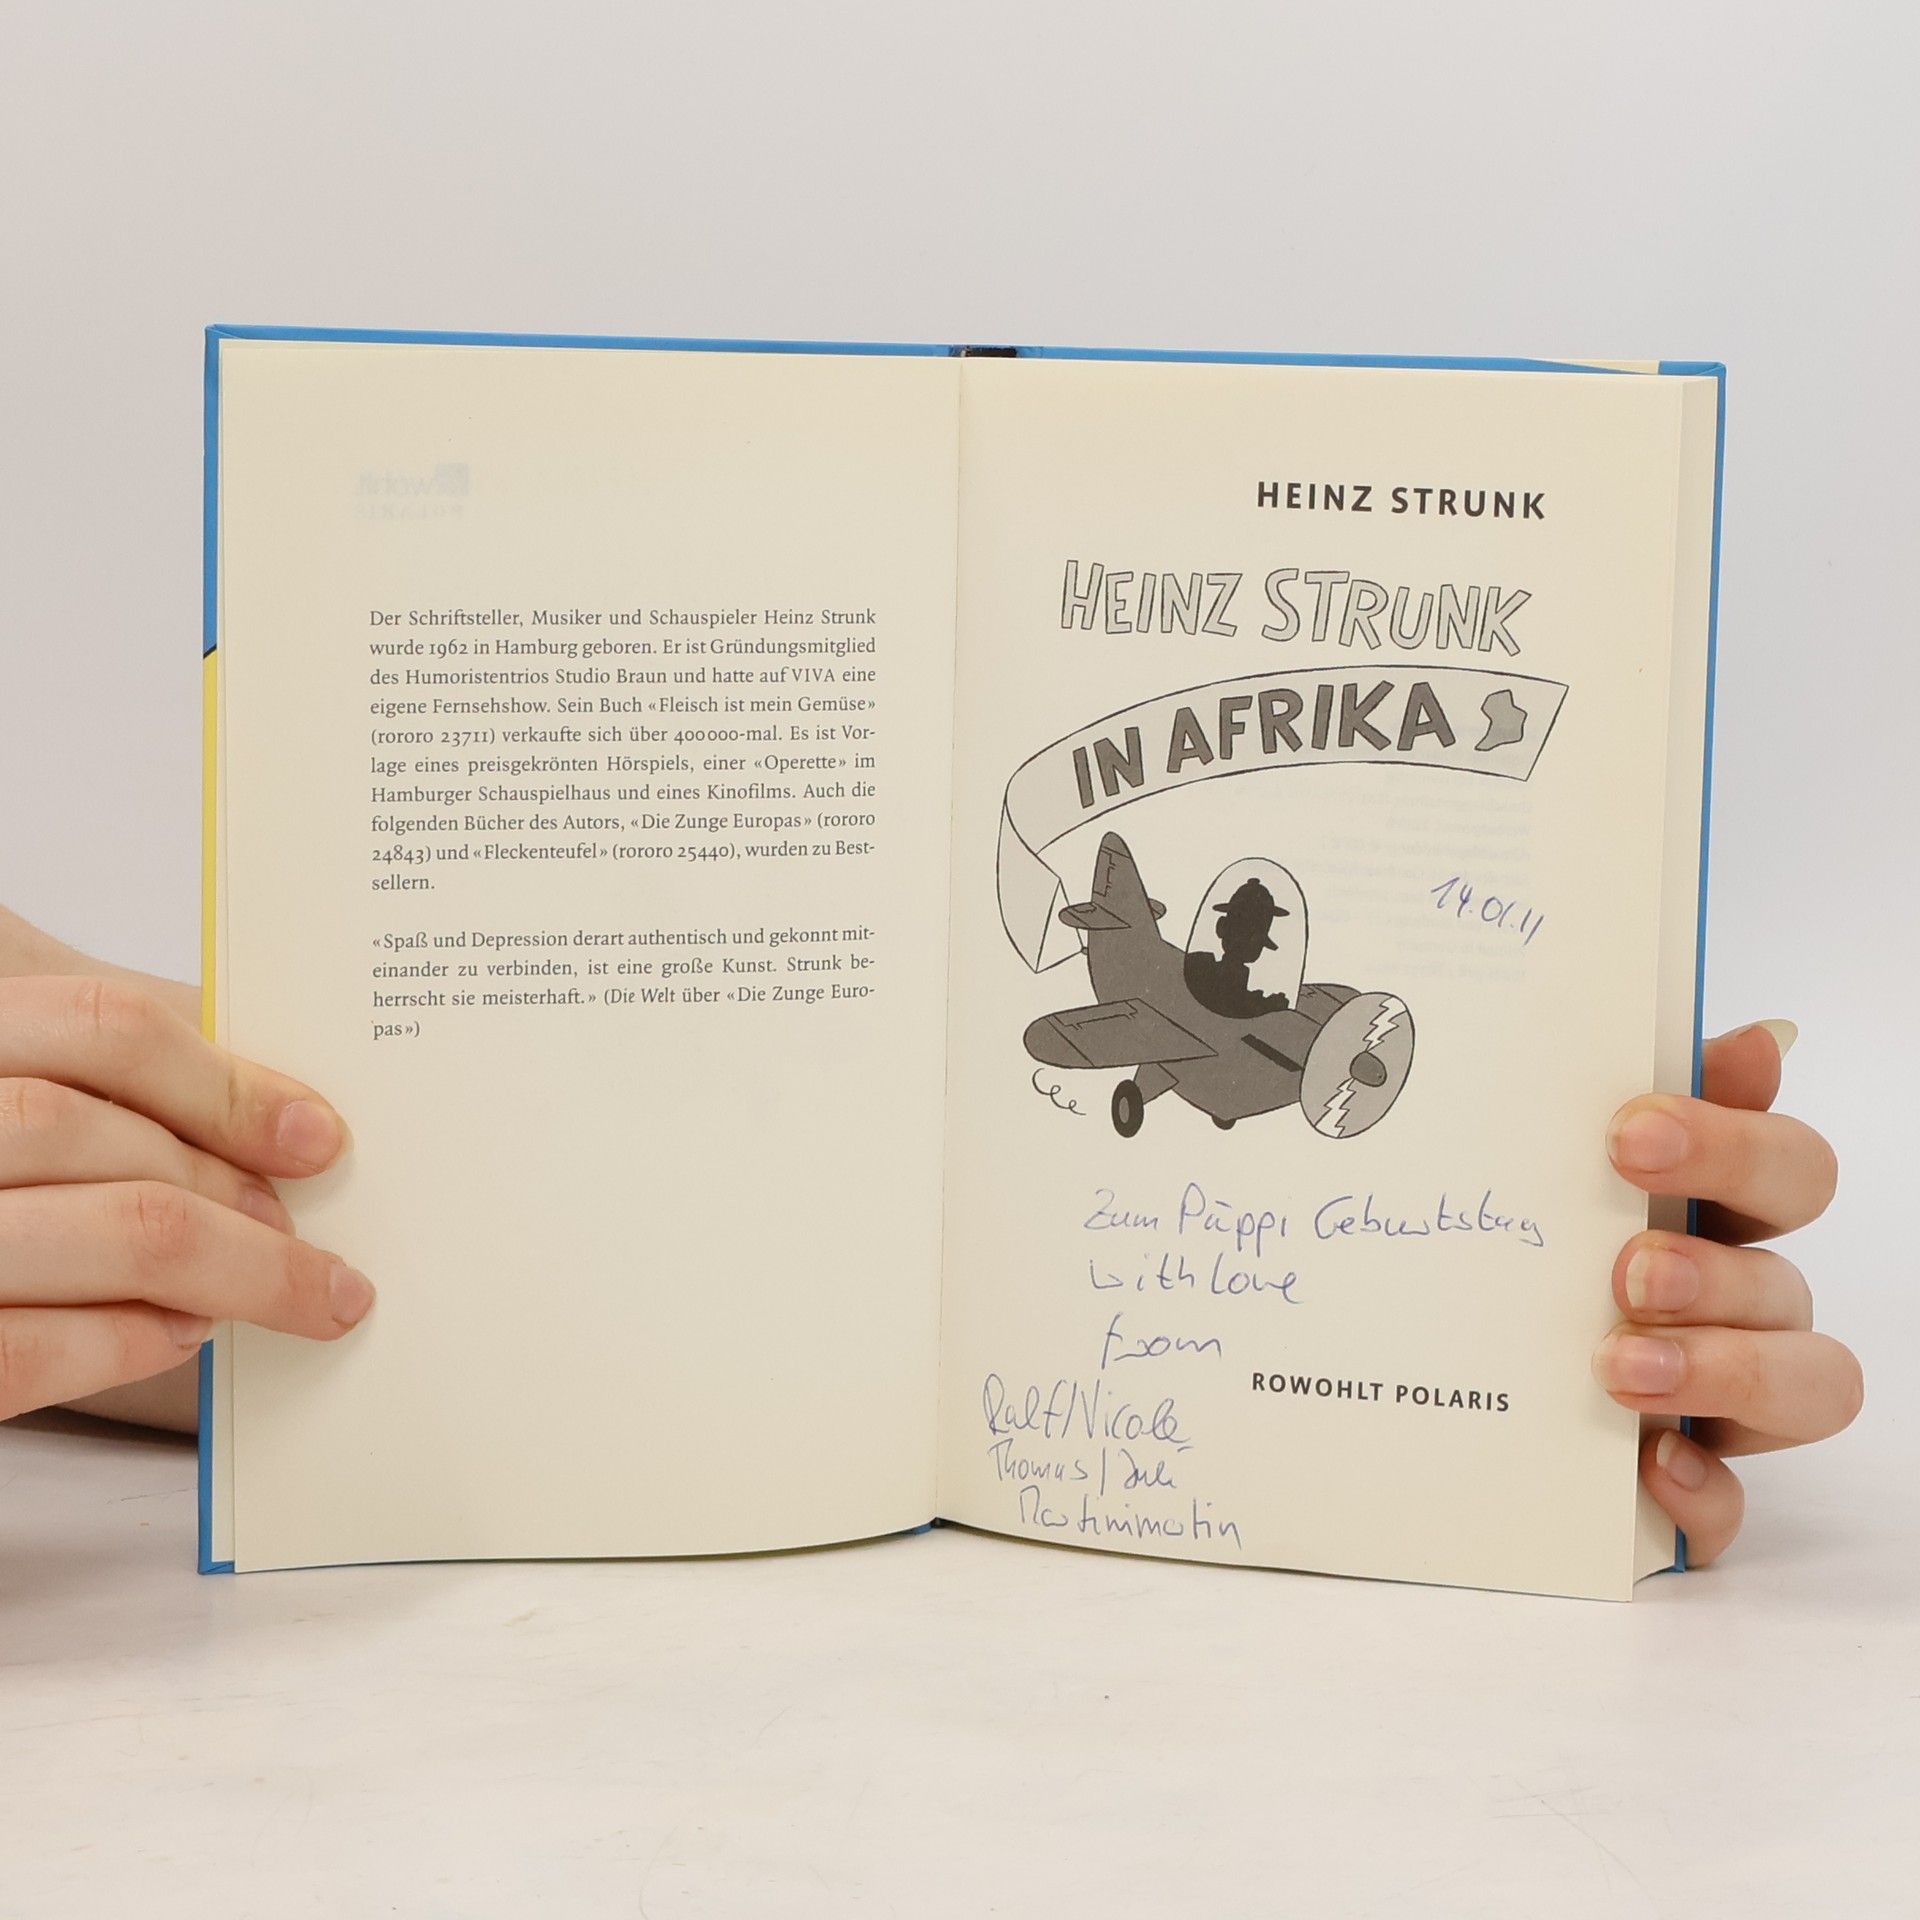 Der Schriftsteller, Musiker und Schauspieler Heinz Strunk
wurde 1962 in Hamburg geboren. Er ist Gründungsmitglied
des Humoristentrios Studio Braun und hatte auf VIVA eine
eigene Fernsehshow. Sein Buch «Fleisch ist mein Gemüse»
(rororo 23711) verkaufte sich über 400 000-mal. Es ist Vor-
lage eines preisgekrönten Hörspiels, einer «Operette» im
Hamburger Schauspielhaus und eines Kinofilms. Auch die
folgenden Bücher des Autors, «Die Zunge Europas» (rororo
24843) und «Fleckenteufel» (rororo 25440), wurden zu Best-
sellern.
«Spaß und Depression derart authentisch und gekonnt mit-
einander zu verbinden, ist eine große Kunst. Strunk be-
herrscht sie meisterhaft.» (Die Welt über «Die Zunge Euro-
pas»)
HEINZ STRUNK
HEINZ STRUNK
IN AFRIKA
14.01.11
Zum Päppi Geburtstag
with love
from
Ralf/Nicole
Thomas/
ROWOHLT POLARIS